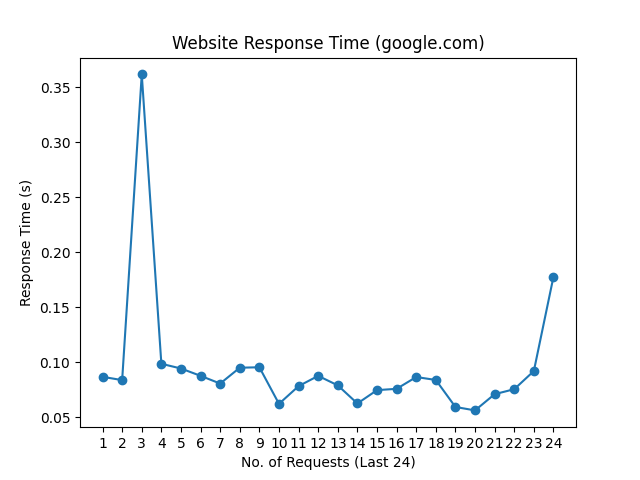 Website Response Time (google.com)
0.35
0.30
0.25
0.20
0.15
0.10
0.05
Response Time (s)
1 2 3 4 5 6 7 8 9 10 11 12 13 14 15 16 17 18 19 20 21 22 23 24
No. of Requests (Last 24)